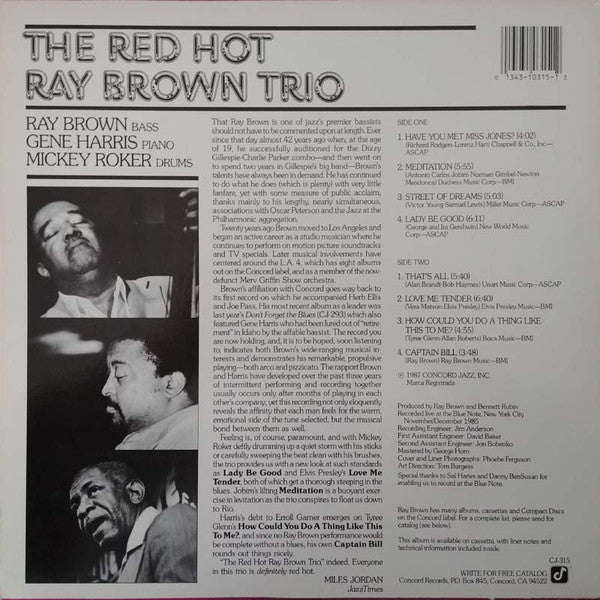 THE RED HOT
RAY BROWN TRIO
0 13431-0315-1 2
RAY BROWN BASS
GENE HARRIS PIANO
MICKEY ROKER DRUMS
That Ray Brown is one of jazz's premier bassists
should not have to be commented upon at length. Ever
since that day almost 42 years ago when, at the age
of 19, he successfully auditioned for the Dizzy
Gillespie-Charlie Parker combo—and then went on
to spend two years in Gillespie's big band—Brown's
talents have always been in demand. He has continued
to do what he does (which is plenty) with very little
fanfare, yet with some measure of public acclaim,
thanks mainly to his lengthy, nearly simultaneous,
associations with Oscar Peterson and the Jazz at the
Philharmonic aggregation.
Twenty years ago Brown moved to Los Angeles and
began an active career as a studio musician where he
continues to perform on motion picture soundtracks
and TV specials. Later musical involvements have
centered around the L.A. 4, which has eight albums
out on the Concord label, and as a member of the now-
defunct Merv Griffin Show orchestra.
Brown's affiliation with Concord goes way back to
its first record on which he accompanied Herb Ellis
and Joe Pass. His most recent album as a leader was
last year's Don't Forget the Blues (CJ-293) which also
featured Gene Harris who had been lured out of "retire-
ment" in Idaho by the affable bassist. The record you
are now holding, and, it is to be hoped, soon listening
to, indicates both Brown's wide-ranging musical in-
terests and demonstrates his remarkable, propulsive
playing—both arco and pizzicato. The rapport Brown
and Harris have developed over the past three years
of intermittent performing and recording together
usually occurs only after months of playing in each
other's company; yet this recording not only eloquently
reveals the affinity that each man feels for the warm,
emotional side of the tune selected, but the musical
bond between them as well.
Feeling is, of course, paramount, and with Mickey
Roker deftly drumming up a quiet storm with his sticks
or carefully sweeping the beat clean with his brushes,
the trio provides us with a new look at such standards
as Lady Be Good and Elvis Presley's Love Me
Tender, both of which get a thorough steeping in the
blues. Jobim's lifting Meditation is a buoyant exer-
cise in levitation as the trio conspires to float us down
to Rio.
Harris's debt to Erroll Garner emerges on Tyree
Glenn's How Could You Do A Thing Like This
To Me?, and since no Ray Brown performance would
be complete without a blues, his own Captain Bill
rounds out things nicely.
"The Red Hot Ray Brown Trio," indeed. Everyone
in this trio is definitely red hot.
MILES JORDAN
JazzTimes
SIDE ONE
1. HAVE YOU MET MISS JONES? (4:02)
(Richard Rodgers-Lorenz Hart) Chappell & Co., Inc.—
ASCAP
2. MEDITATION (5:55)
(Antonio Carlos Jobim Norman Gimbel-Newton
Mendonca) Duchess Music Corp—BMI
3. STREET OF DREAMS (5:03)
(Victor Young Samuel Lewis) Miller Music Corp.—ASCAP
4. LADY BE GOOD (6:11)
(George and Ira Gershwin) New World Music
Corp.—ASCAP
SIDE TWO
1. THAT'S ALL (5:40)
(Alan Brandt Bob Haymes) Unart Music Corp—ASCAP
2. LOVE ME TENDER (6:40)
(Vera Matson-Elvis Presley) Elvis Presley Music—BMI
3. HOW COULD YOU DO A THING LIKE
THIS TO ME? (4:55)
(Tyree Glenn-Allan Roberts) Boca Music—BMI
4. CAPTAIN BILL (3:48)
(Ray Brown) Ray Brown Music—BMI
℗ 1987 CONCORD JAZZ, INC.
Marca Registrada
Produced by Ray Brown and Bennett Rubin
Recorded live at the Blue Note, New York City
November/December 1985
Recording Engineer: Jim Anderson
First Assistant Engineer: David Baker
Second Assistant Engineer: Jon Bobenko
Mastered by George Horn
Cover and Liner Photographs: Phoebe Ferguson
Art Direction: Tom Burgess
Special thanks to Sal Haries and Danny BenSusan for
enabling us to record at the Blue Note.
Ray Brown has many albums, cassettes and Compact Discs
on the Concord label. For a complete list, please send for
catalog (see below).
This album is available on cassette, with liner notes and
technical information included inside.
CJ-315
WRITE FOR FREE CATALOG
Concord Records, P.O. Box 845, Concord, CA 94522